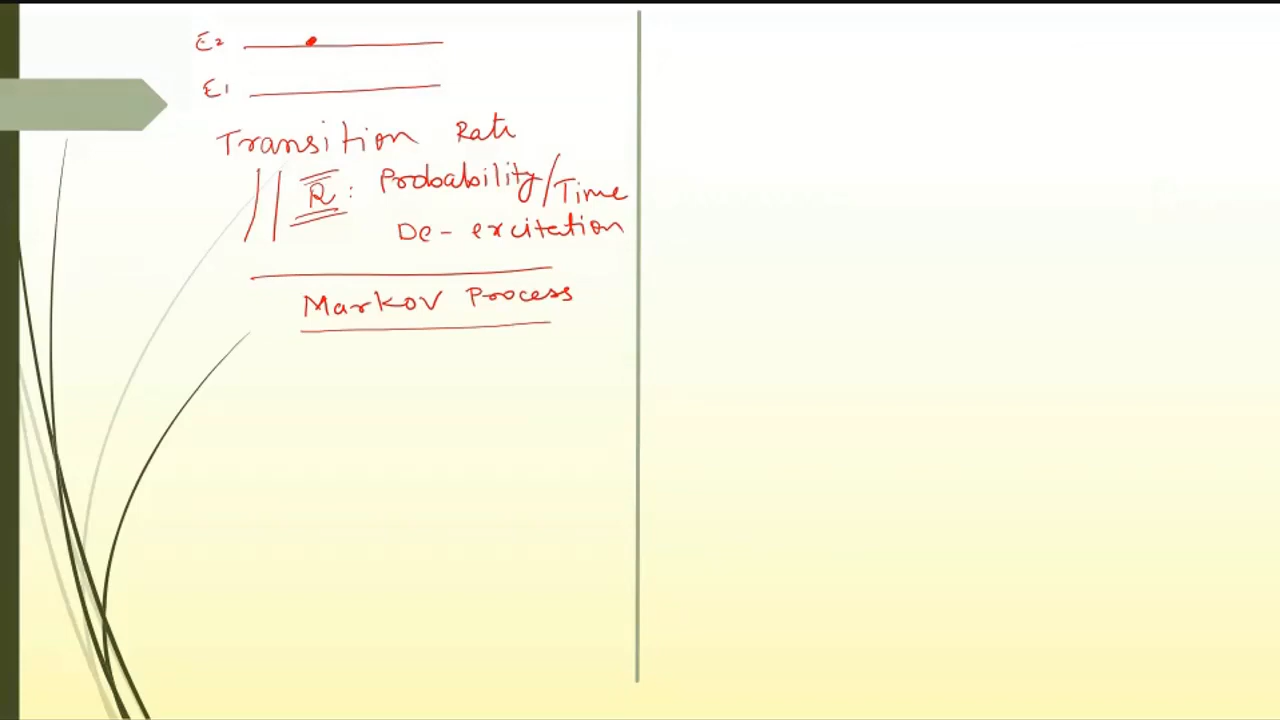 E2
E1
Transition Rate
R : Probability/Time
De-excitation
Markov Process